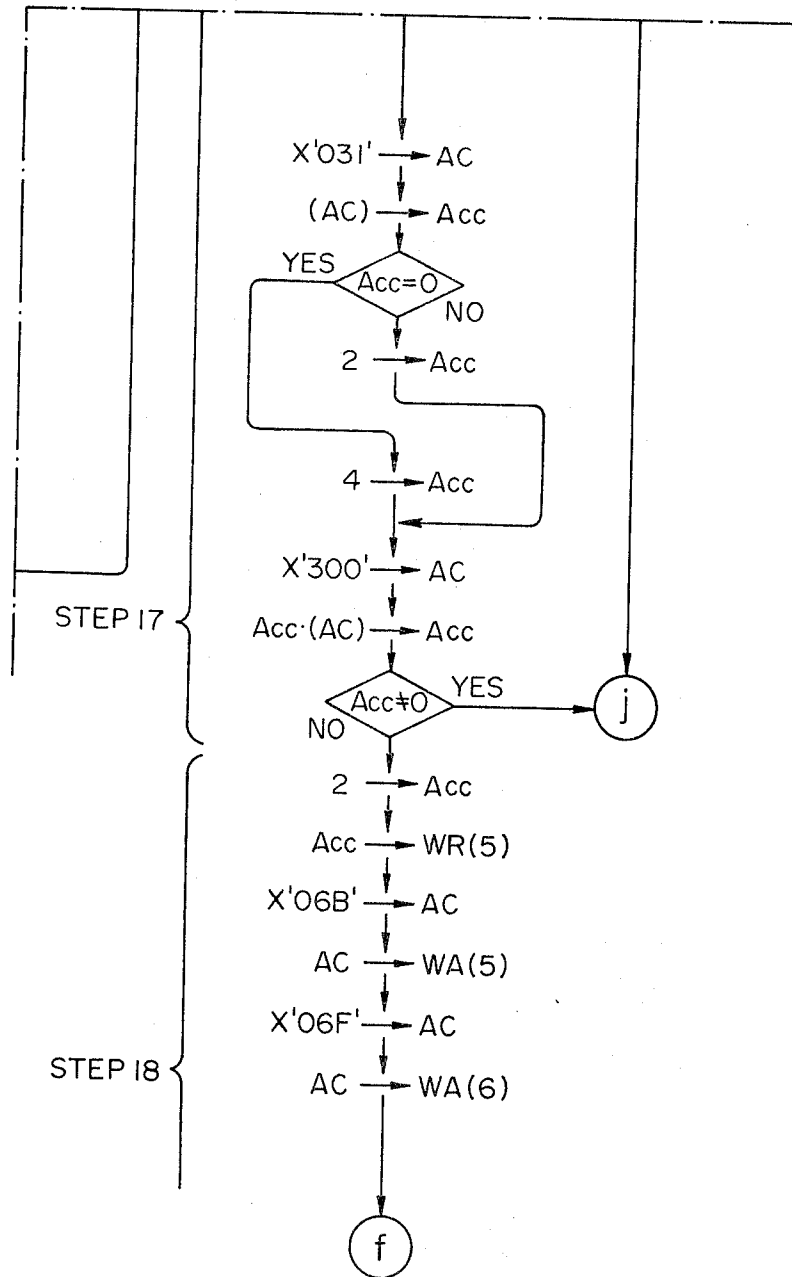 X'031' → AC
(AC) → Acc
YES
Acc=0
NO
2 → Acc
4 → Acc
X'300' → AC
STEP 17
Acc·(AC) → Acc
Acc≠0
YES
NO
j
2 → Acc
Acc → WR(5)
X'06B' → AC
AC → WA(5)
X'06F' → AC
STEP 18
AC → WA(6)
f